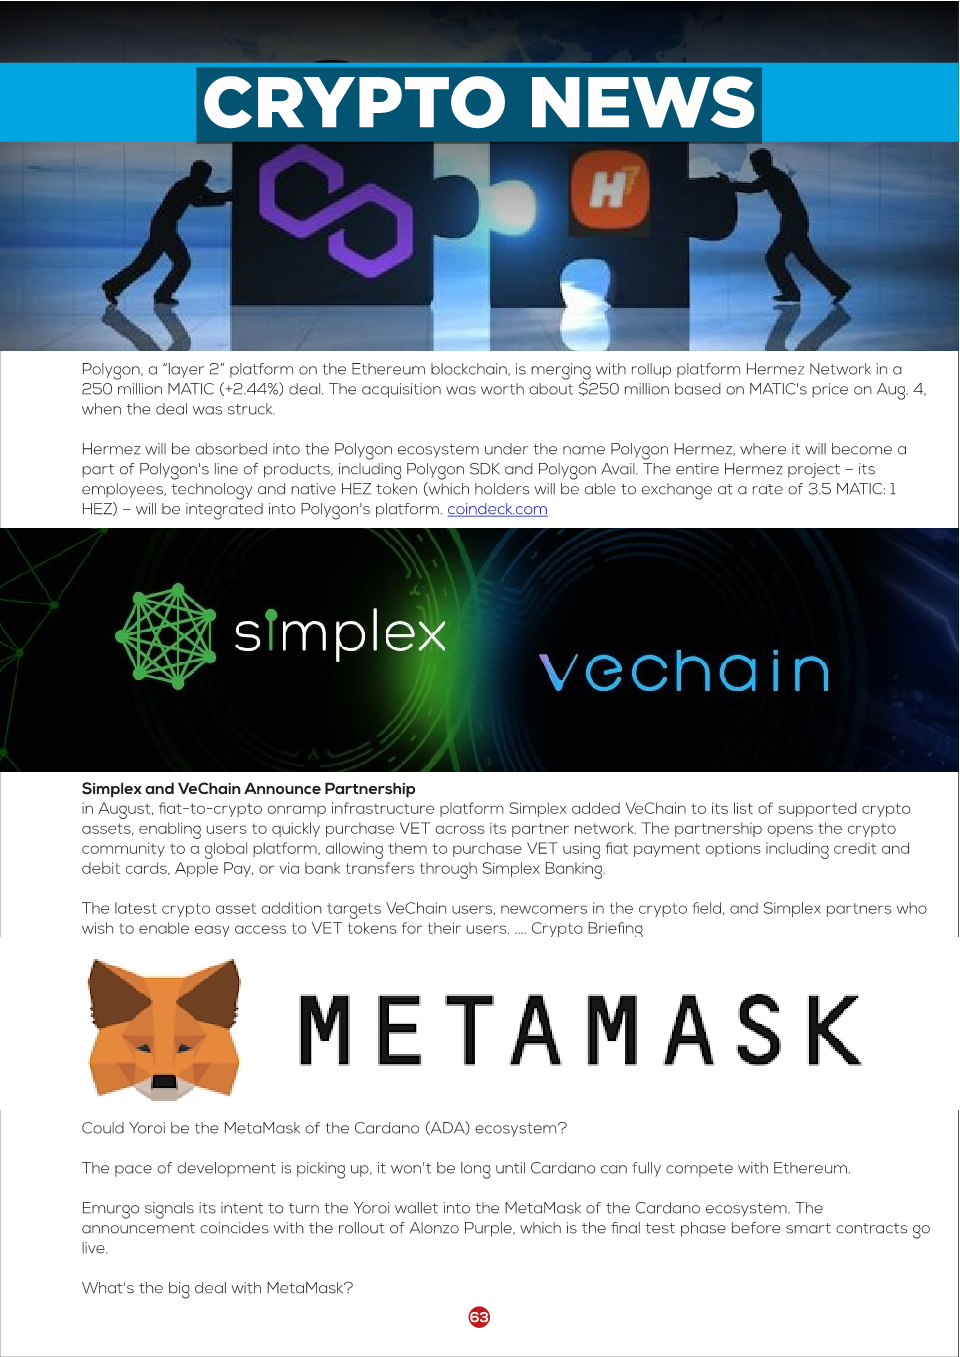 CRYPTO NEWS
H
Polygon, a “layer 2” platform on the Ethereum blockchain, is merging with rollup platform Hermez Network in a
250 million MATIC (+2.44%) deal. The acquisition was worth about $250 million based on MATIC's price on Aug. 4,
when the deal was struck.
Hermez will be absorbed into the Polygon ecosystem under the name Polygon Hermez, where it will become a
part of Polygon's line of products, including Polygon SDK and Polygon Avail. The entire Hermez project – its
employees, technology and native HEZ token (which holders will be able to exchange at a rate of 3.5 MATIC: 1
HEZ) – will be integrated into Polygon's platform. coindeck.com
simplex
vechain
Simplex and VeChain Announce Partnership
in August, fiat-to-crypto onramp infrastructure platform Simplex added VeChain to its list of supported crypto
assets, enabling users to quickly purchase VET across its partner network. The partnership opens the crypto
community to a global platform, allowing them to purchase VET using fiat payment options including credit and
debit cards, Apple Pay, or via bank transfers through Simplex Banking.
The latest crypto asset addition targets VeChain users, newcomers in the crypto field, and Simplex partners who
wish to enable easy access to VET tokens for their users. .... Crypto Briefing
METAMASK
Could Yoroi be the MetaMask of the Cardano (ADA) ecosystem?
The pace of development is picking up, it won't be long until Cardano can fully compete with Ethereum.
Emurgo signals its intent to turn the Yoroi wallet into the MetaMask of the Cardano ecosystem. The
announcement coincides with the rollout of Alonzo Purple, which is the final test phase before smart contracts go
live.
What's the big deal with MetaMask?
63